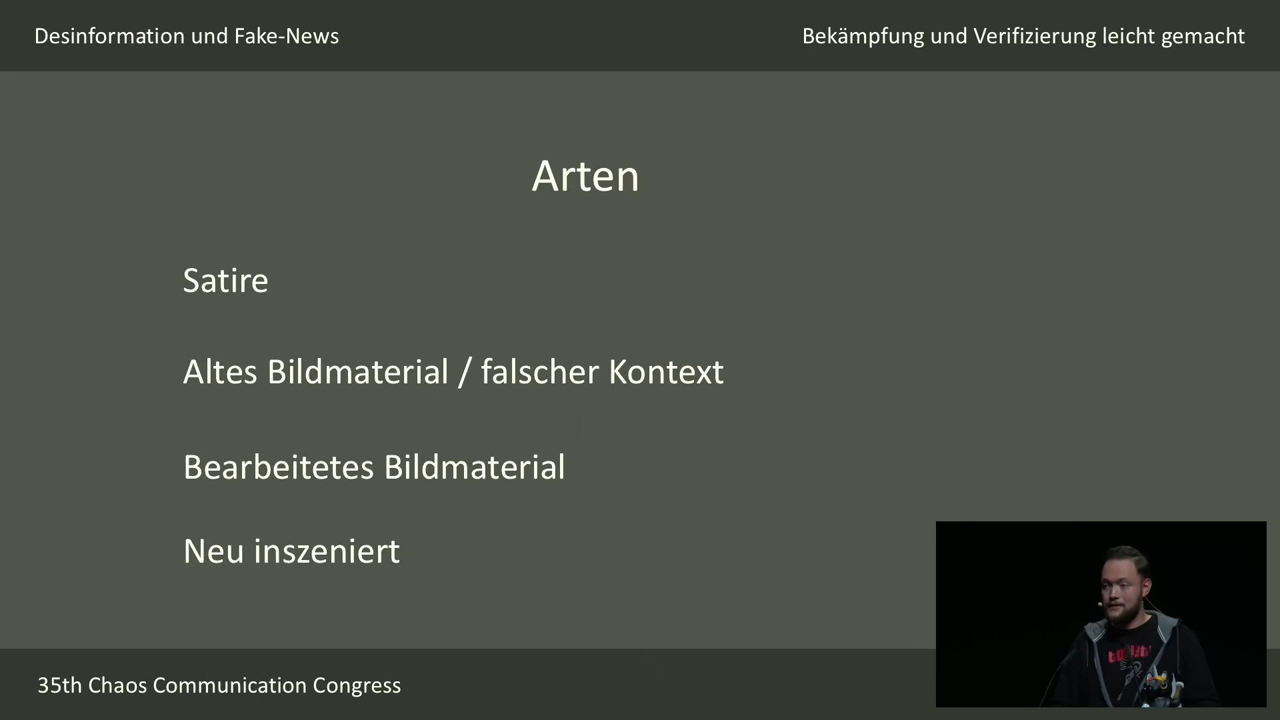 Desinformation und Fake-News
Bekämpfung und Verifizierung leicht gemacht
Arten
Satire
Altes Bildmaterial / falscher Kontext
Bearbeitetes Bildmaterial
Neu inszeniert
35th Chaos Communication Congress